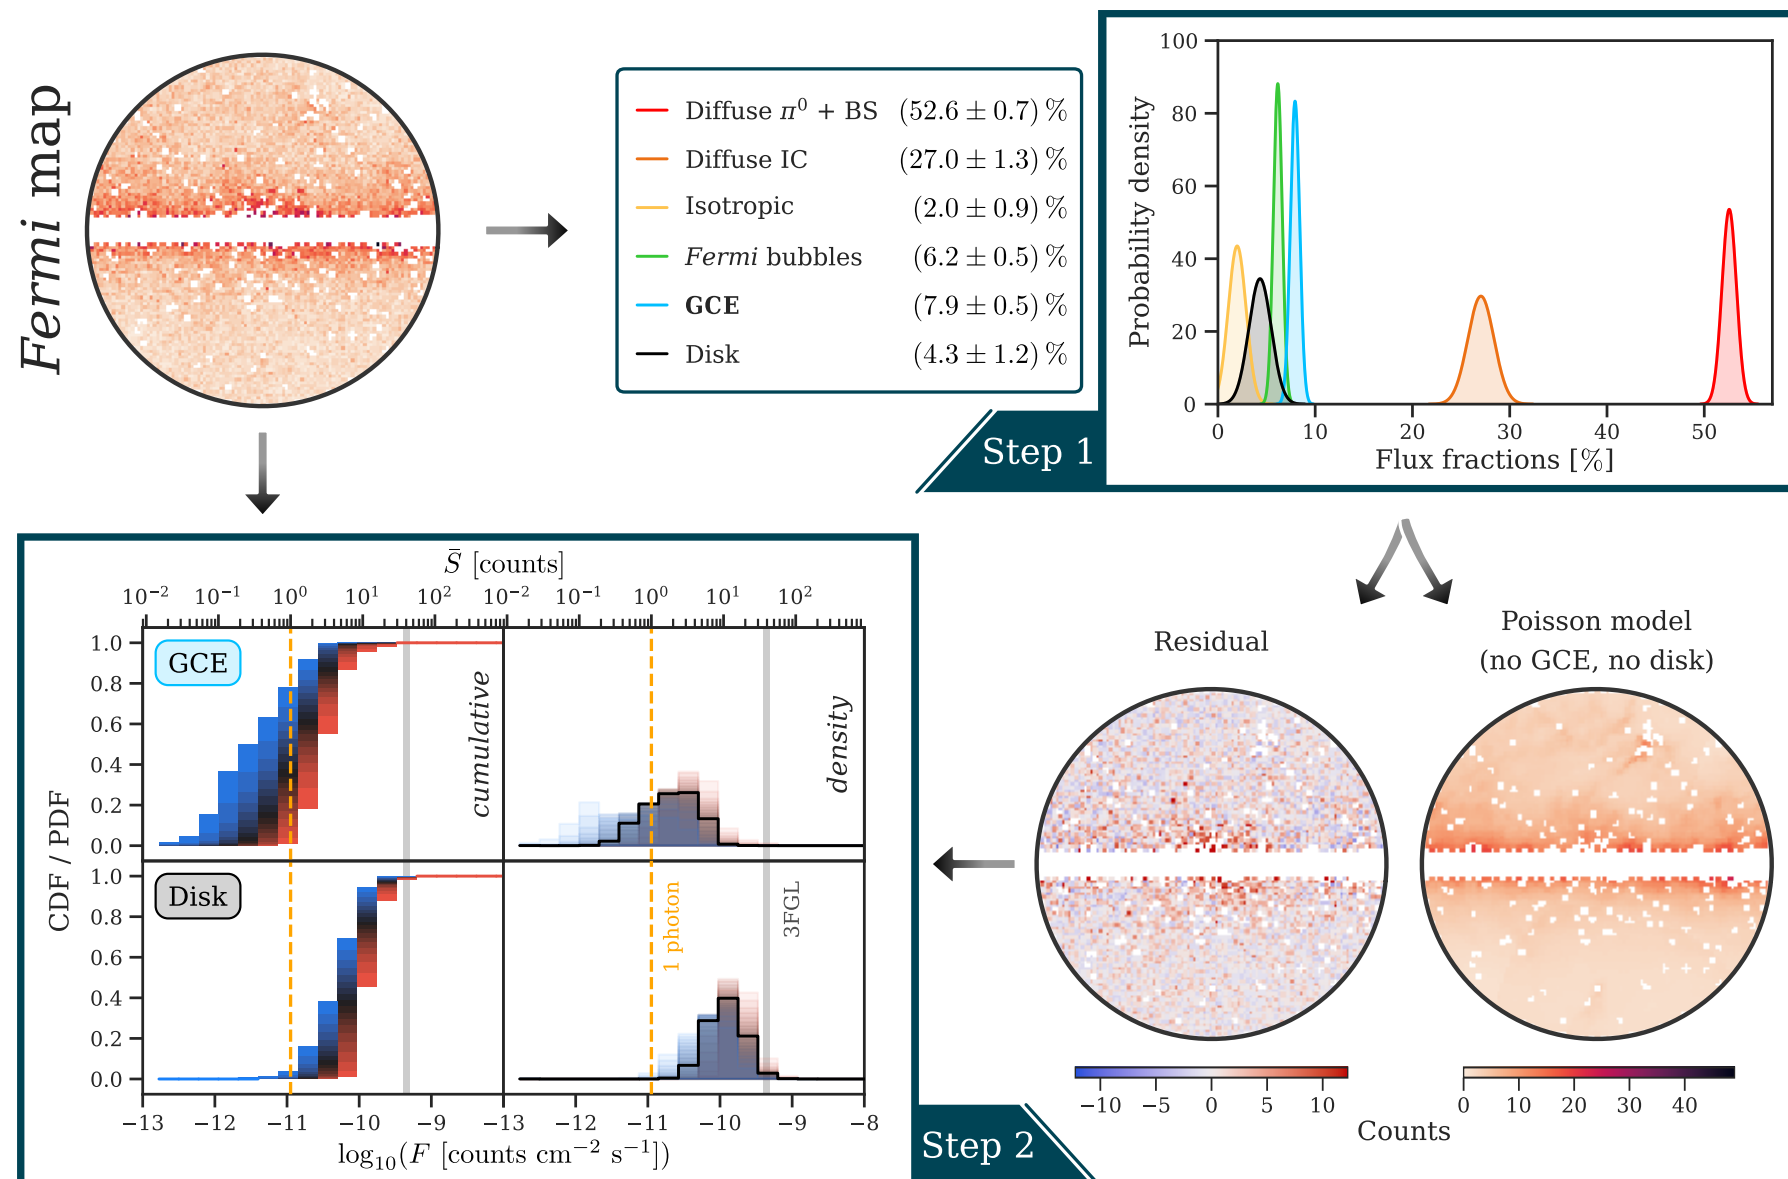 Fermi map
Diffuse π⁰ + BS (52.6 ± 0.7) %
Diffuse IC (27.0 ± 1.3) %
Isotropic (2.0 ± 0.9) %
Fermi bubbles (6.2 ± 0.5) %
GCE (7.9 ± 0.5) %
Disk (4.3 ± 1.2) %
Probability density
100
80
60
40
20
0
0 10 20 30 40 50
Flux fractions [%]
Step 1
S̄ [counts]
10⁻² 10⁻¹ 10⁰ 10¹ 10² 10⁻² 10⁻¹ 10⁰ 10¹ 10²
CDF / PDF
1.0
0.8
0.6
0.4
0.2
0.0
GCE
cumulative
density
1.0
0.8
0.6
0.4
0.2
0.0
Disk
1 photon
3FGL
−13 −12 −11 −10 −9 −13 −12 −11 −10 −9 −8
log₁₀(F [counts cm⁻² s⁻¹])
Step 2
Residual
Poisson model
(no GCE, no disk)
−10 −5 0 5 10
0 10 20 30 40
Counts